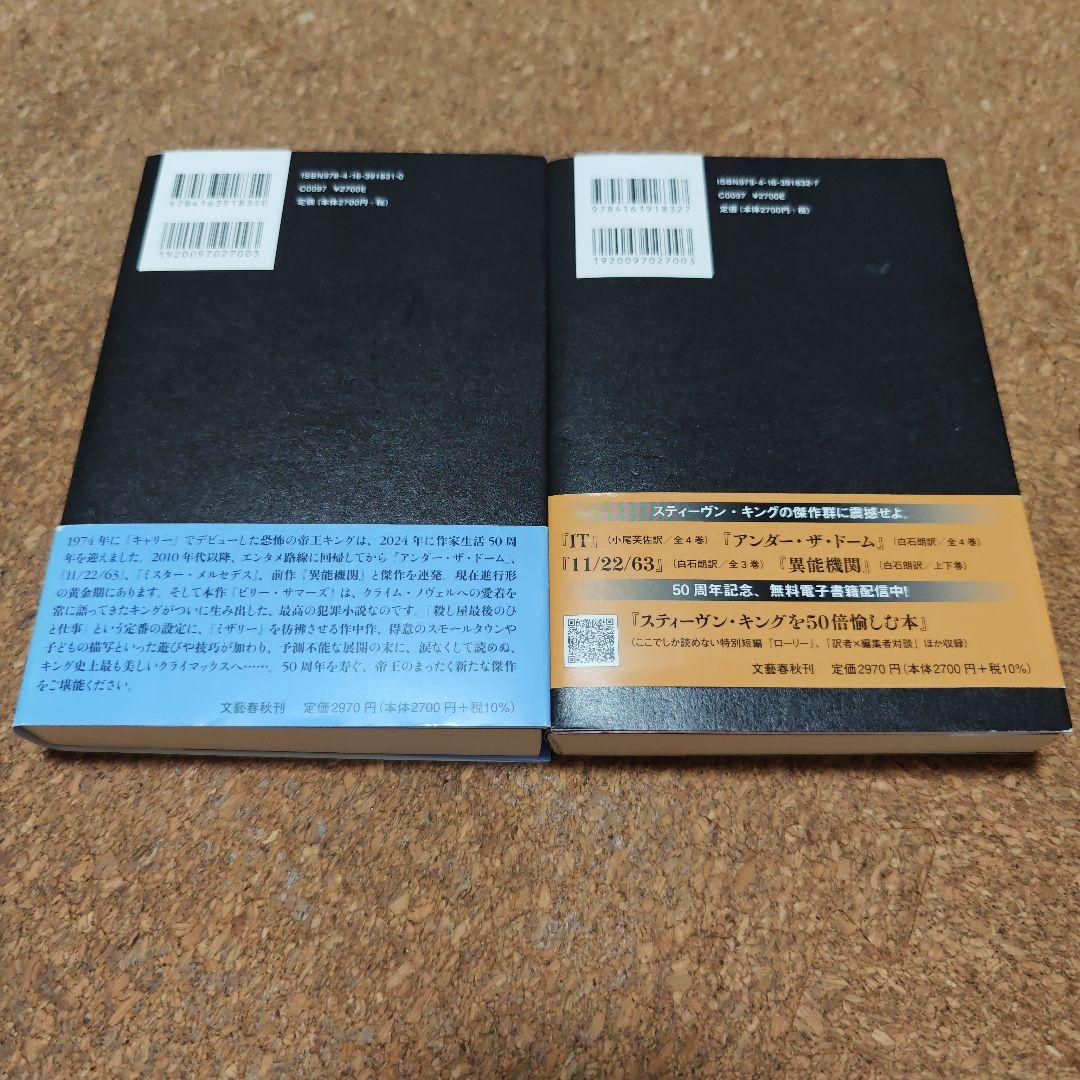 9784163918310
1920097027003
ISBN978-4-16-391831-0
C0097 ¥2700E
定価(本体2700円+税)
1974年に『キャリー』でデビューした恐怖の帝王キングは、2024年に作家生活50周
年を迎えました。2010年代以降、エンタメ路線に回帰してから『アンダー・ザ・ドーム』、
『11/22/63』、『ミスター・メルセデス』、前作『異能機関』と傑作を連発。現在進行形
の黄金期にあります。そして本作『ビリー・サマーズ』は、クライム・ノヴェルへの愛着を
常に語ってきたキングがついに生み出した、最高の犯罪小説なのです。「殺し屋最後のひ
と仕事」という定番の設定に、『ミザリー』を彷彿させる作中作、得意のスモールタウンや
子どもの描写といった遊びや技巧が加わり、予測不能な展開の末に、涙なくして読めぬ、
キング史上最も美しいクライマックスへ……。50周年を寿ぐ、帝王のまったく新たな傑作
をご堪能ください。
文藝春秋刊 定価2970円(本体2700円+税10%)
9784163918327
1920097027003
ISBN978-4-16-391832-7
C0097 ¥2700E
定価(本体2700円+税)
スティーヴン・キングの傑作群に震撼せよ。
『IT』(小尾芙佐訳/全4巻) 『アンダー・ザ・ドーム』(白石朗訳/全4巻)
『11/22/63』(白石朗訳/全3巻) 『異能機関』(白石朗訳/上下巻)
50周年記念、無料電子書籍配信中!
『スティーヴン・キングを50倍愉しむ本』
(ここでしか読めない特別短編「ローリー」、「訳者×編集者対談」ほか収録)
文藝春秋刊 定価2970円(本体2700円+税10%)